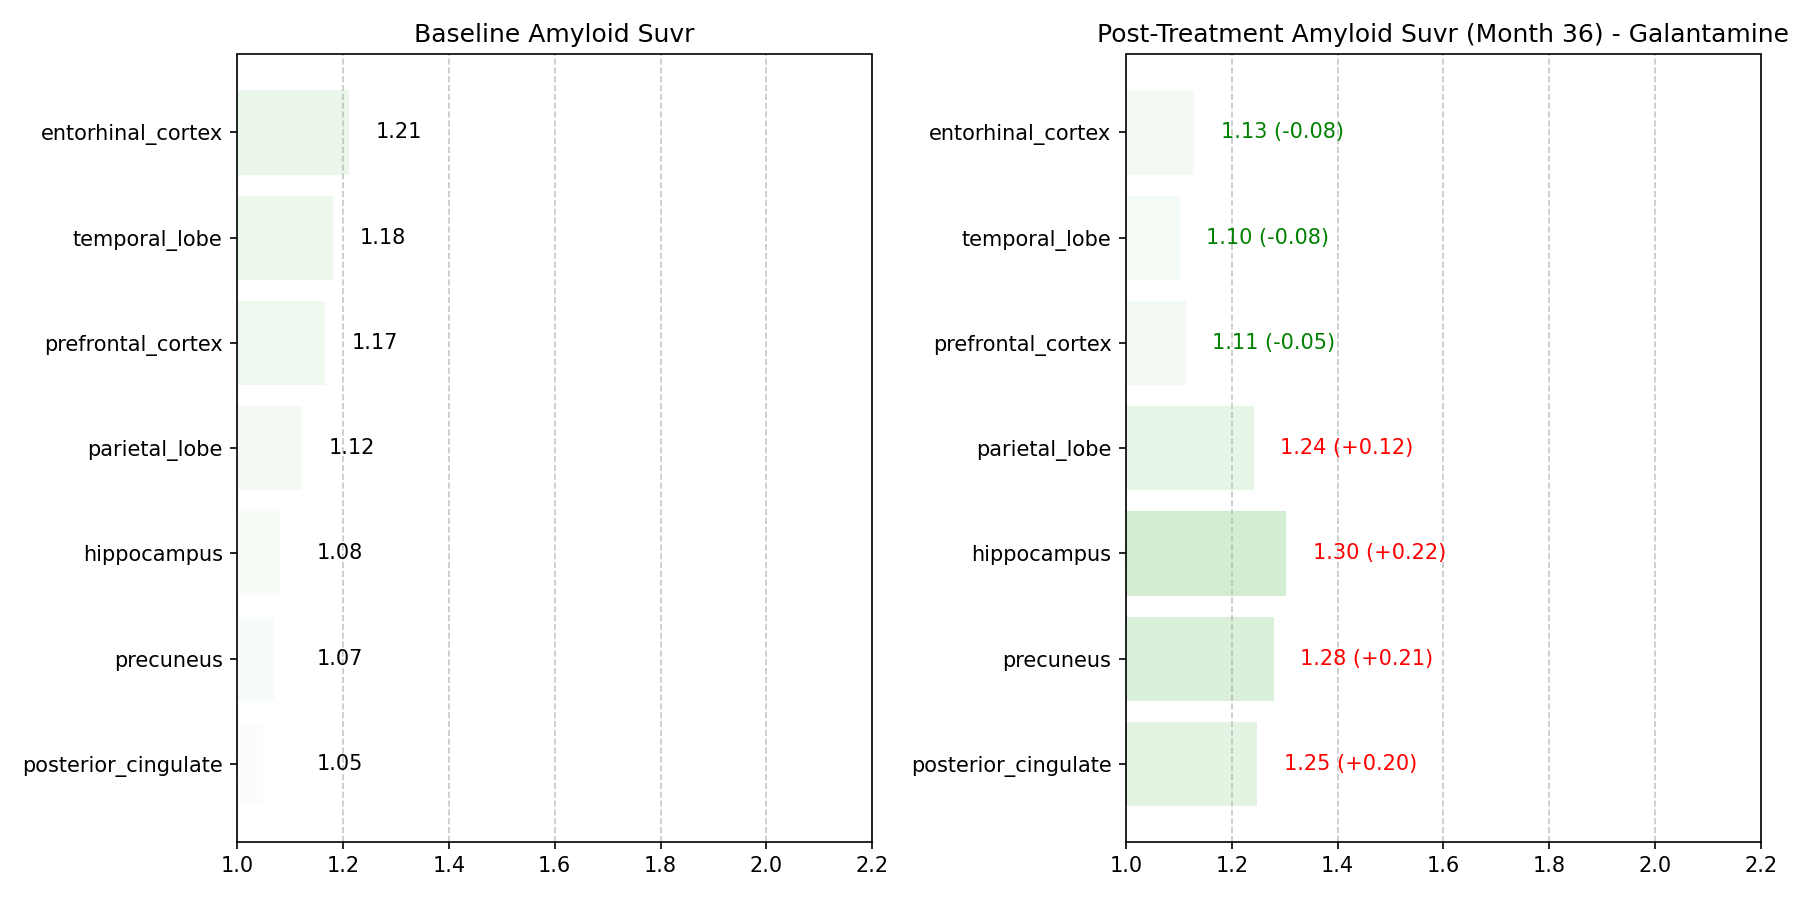 Baseline Amyloid Suvr
entorhinal_cortex
1.21
temporal_lobe
1.18
prefrontal_cortex
1.17
parietal_lobe
1.12
hippocampus
1.08
precuneus
1.07
posterior_cingulate
1.05
1.0 1.2 1.4 1.6 1.8 2.0 2.2
Post-Treatment Amyloid Suvr (Month 36) - Galantamine
entorhinal_cortex
1.13 (-0.08)
temporal_lobe
1.10 (-0.08)
prefrontal_cortex
1.11 (-0.05)
parietal_lobe
1.24 (+0.12)
hippocampus
1.30 (+0.22)
precuneus
1.28 (+0.21)
posterior_cingulate
1.25 (+0.20)
1.0 1.2 1.4 1.6 1.8 2.0 2.2